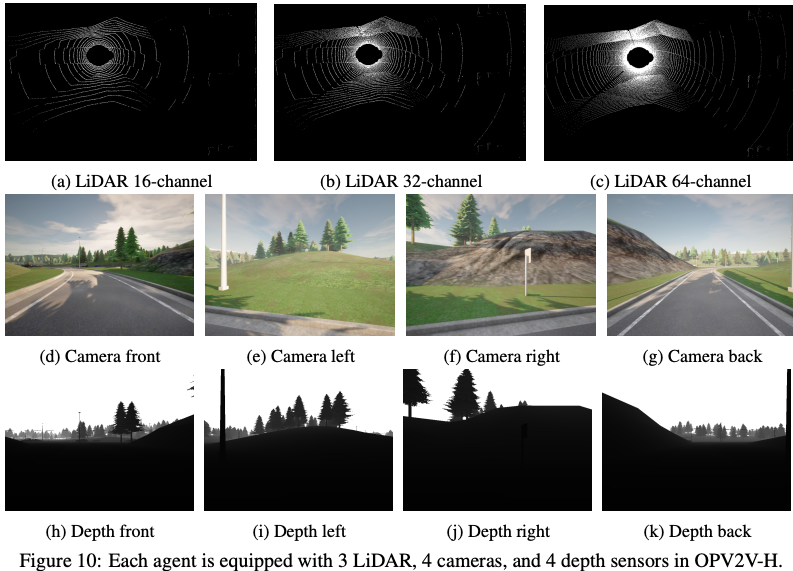 (a) LiDAR 16-channel
(b) LiDAR 32-channel
(c) LiDAR 64-channel
(d) Camera front
(e) Camera left
(f) Camera right
(g) Camera back
(h) Depth front
(i) Depth left
(j) Depth right
(k) Depth back
Figure 10: Each agent is equipped with 3 LiDAR, 4 cameras, and 4 depth sensors in OPV2V-H.